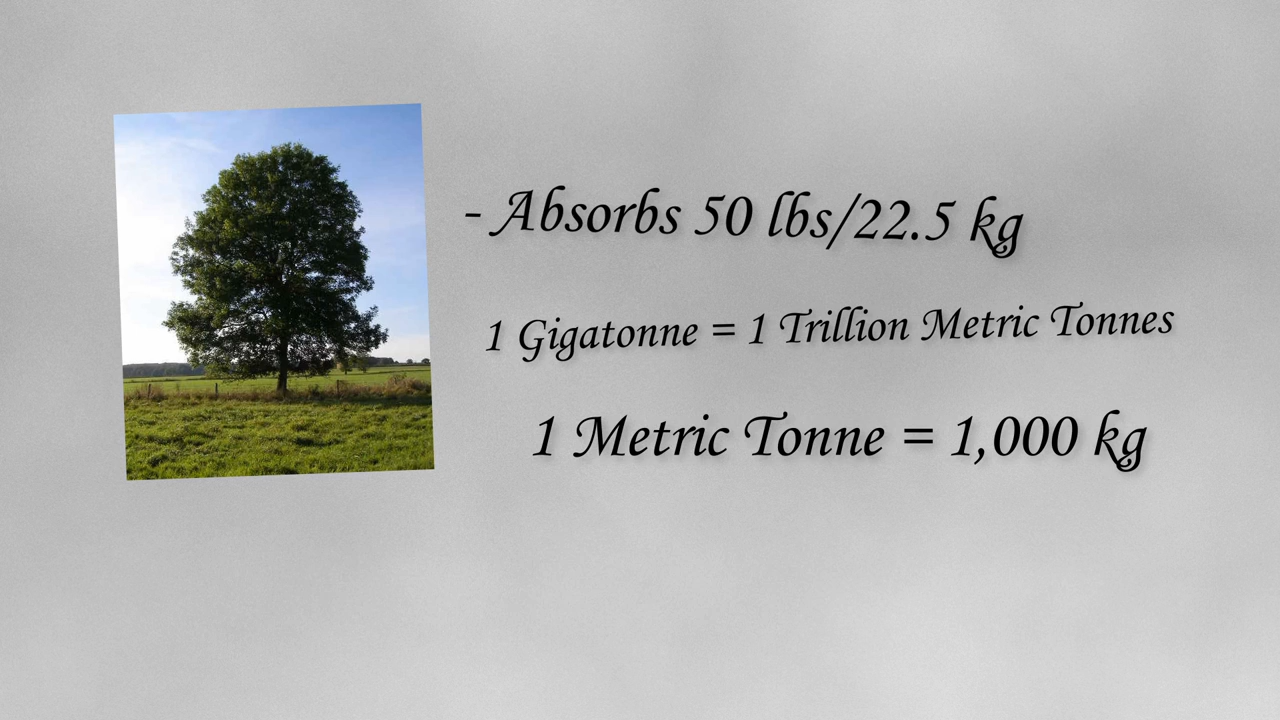 - Absorbs 50 lbs/22.5 kg
1 Gigatonne = 1 Trillion Metric Tonnes
1 Metric Tonne = 1,000 kg